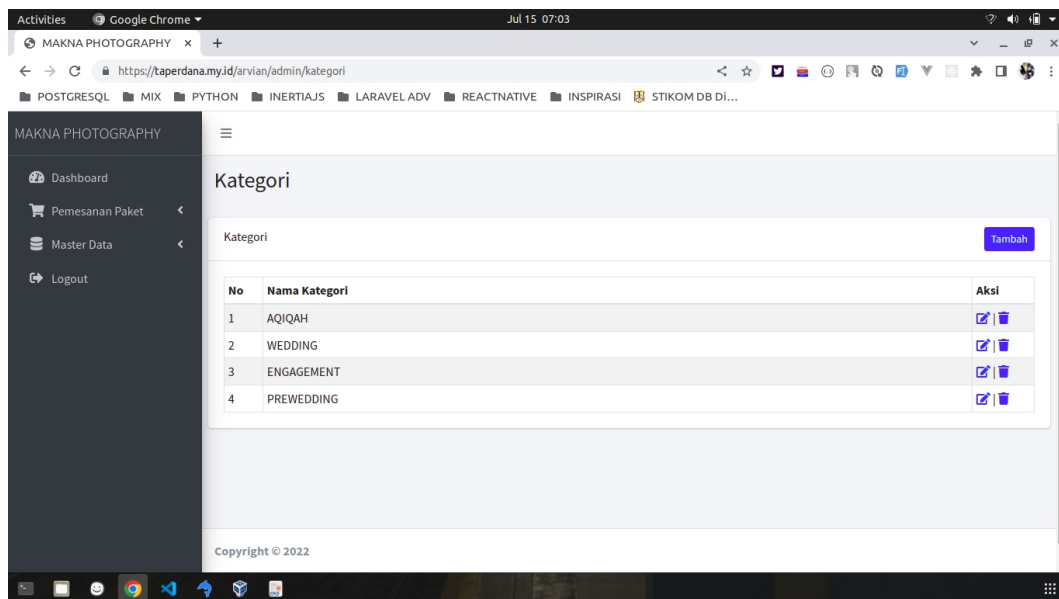 Activities Google Chrome Jul 15 07:03
MAKNA PHOTOGRAPHY
https://taperdana.my.id/arvian/admin/kategori
POSTGRESQL MIX PYTHON INERTIAJS LARAVEL ADV REACTNATIVE INSPIRASI STIKOM DB Di...
MAKNA PHOTOGRAPHY
Dashboard
Pemesanan Paket
Master Data
Logout
Kategori
Kategori Tambah
No Nama Kategori Aksi
1 AQIQAH |
2 WEDDING |
3 ENGAGEMENT |
4 PREWEDDING |
Copyright © 2022